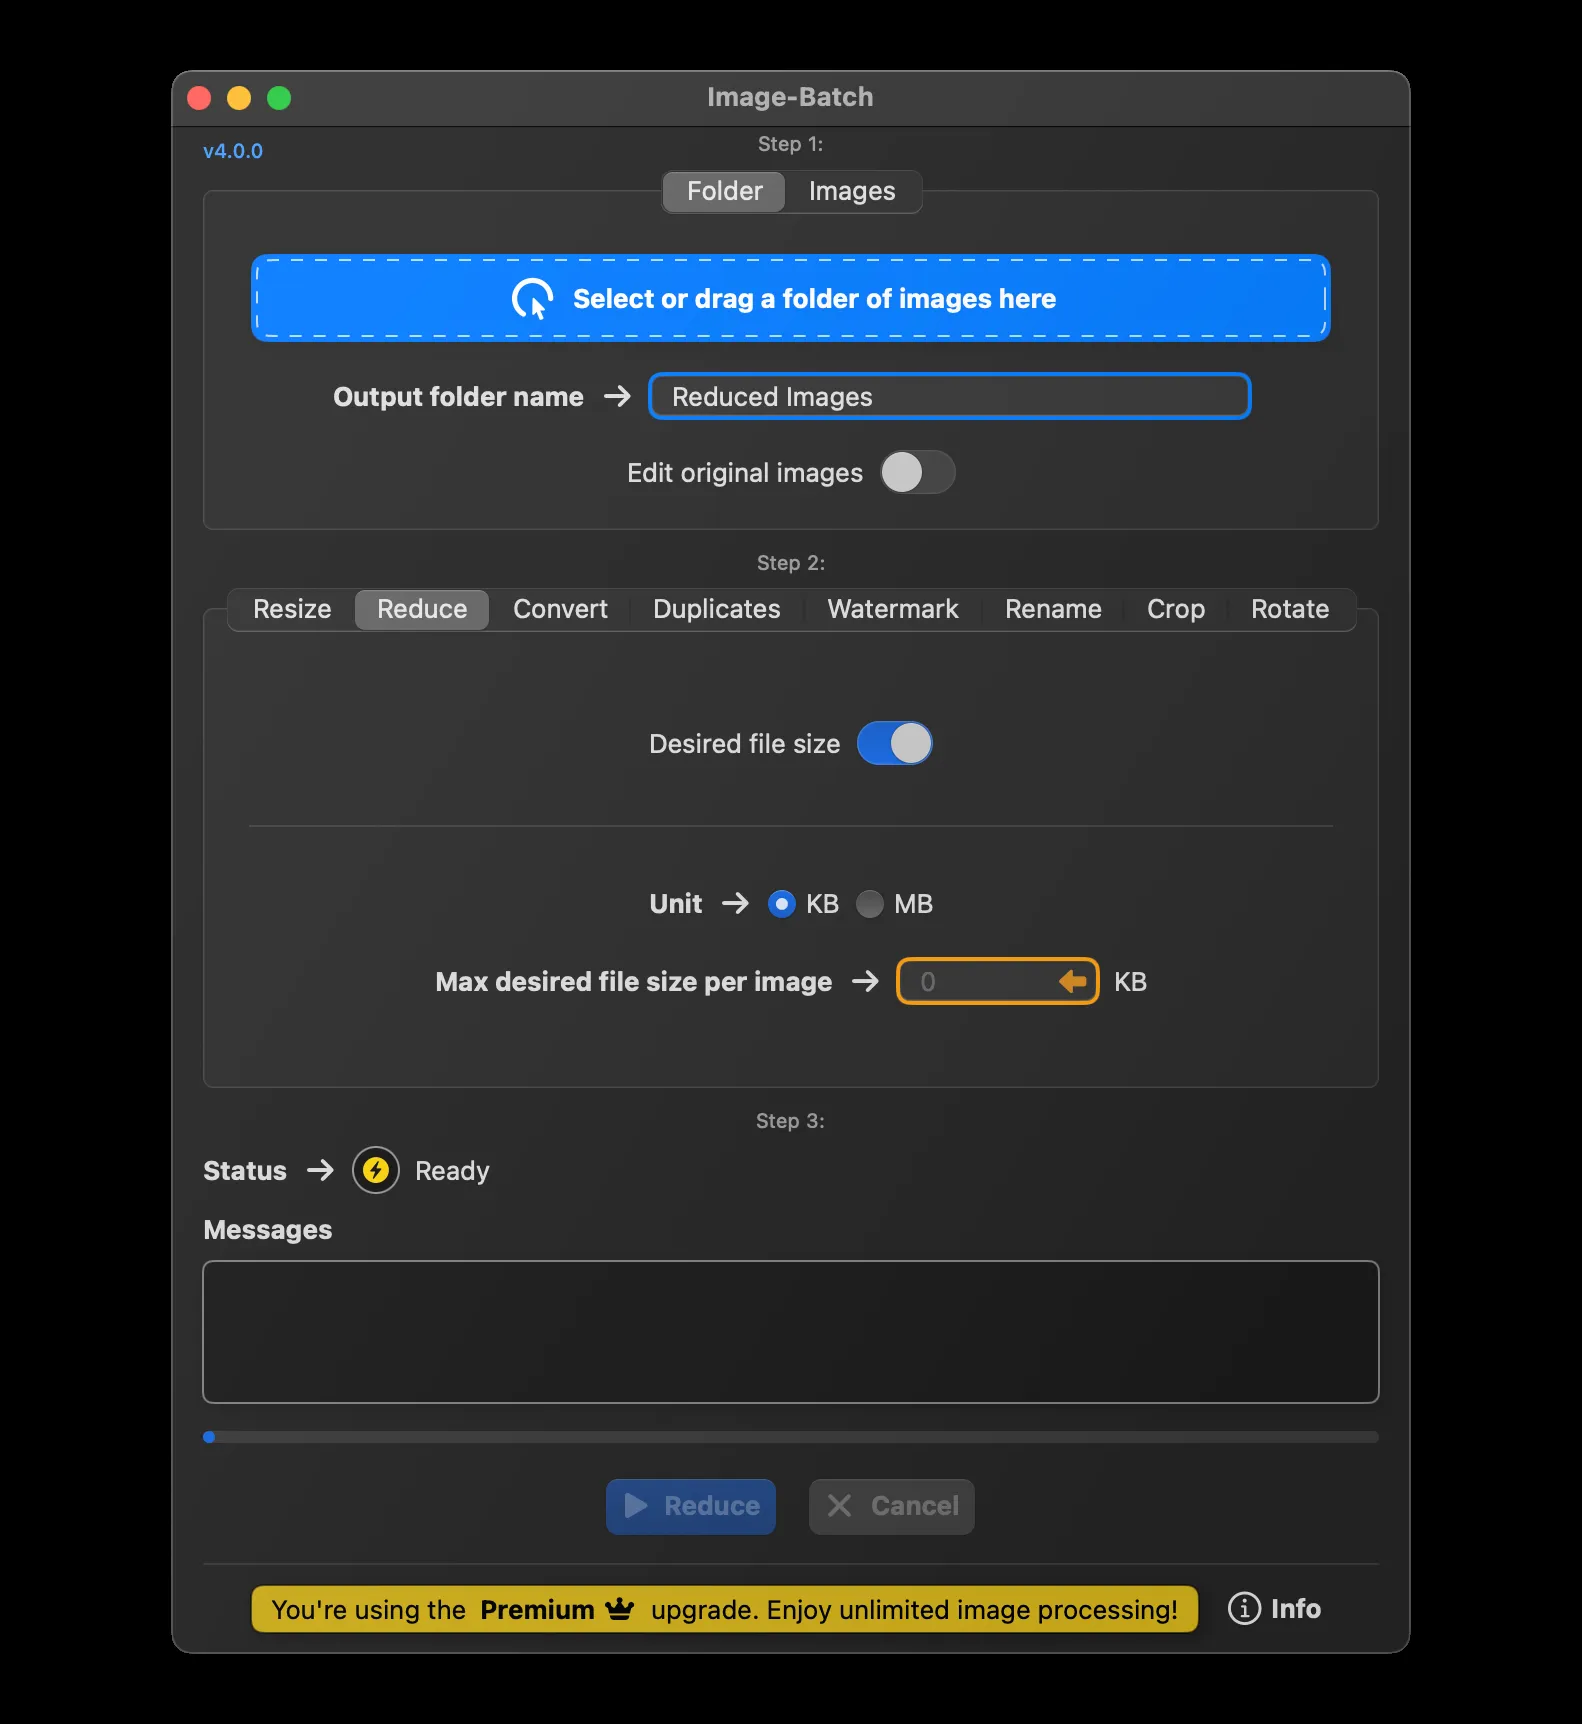 Image-Batch
v4.0.0
Step 1:
Folder Images
Select or drag a folder of images here
Output folder name → Reduced Images
Edit original images
Step 2:
Resize Reduce Convert Duplicates Watermark Rename Crop Rotate
Desired file size
Unit → KB MB
Max desired file size per image → 0 KB
Step 3:
Status → Ready
Messages
Reduce Cancel
You're using the Premium upgrade. Enjoy unlimited image processing! Info